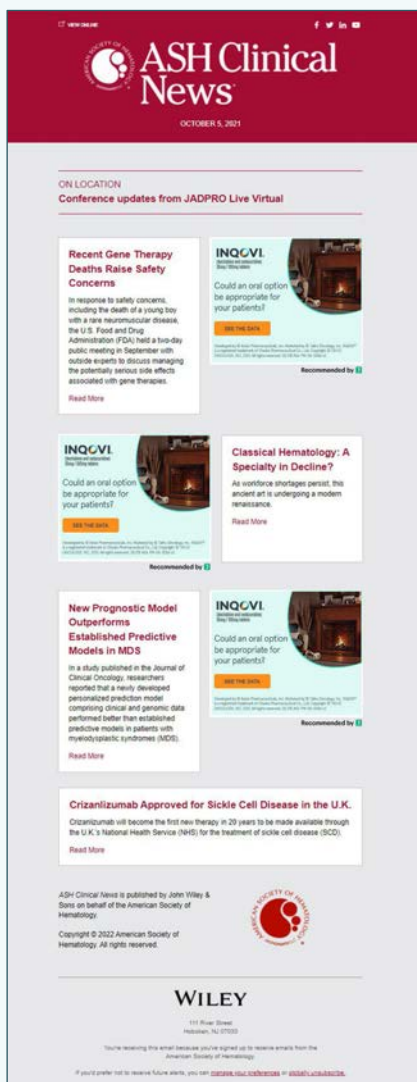 VIEW ONLINE
AMERICAN SOCIETY OF HEMATOLOGY
ASH Clinical
News
OCTOBER 5, 2021
ON LOCATION
Conference updates from JADPRO Live Virtual
Recent Gene Therapy
Deaths Raise Safety
Concerns
In response to safety concerns,
including the death of a young boy
with a rare neuromuscular disease,
the U.S. Food and Drug
Administration (FDA) held a two-day
public meeting in September with
outside experts to discuss managing
the potentially serious side effects
associated with gene therapies.
Read More
INQOVI
Could an oral option
be appropriate for
your patients?
SEE THE DATA
Recommended by
INQOVI
Could an oral option
be appropriate for
your patients?
SEE THE DATA
Recommended by
Classical Hematology: A
Specialty in Decline?
As workforce shortages persist, this
ancient art is undergoing a modern
renaissance.
Read More
New Prognostic Model
Outperforms
Established Predictive
Models in MDS
In a study published in the Journal of
Clinical Oncology, researchers
reported that a newly developed
personalized prediction model
comprising clinical and genomic data
performed better than established
predictive models in patients with
myelodysplastic syndromes (MDS).
Read More
INQOVI
Could an oral option
be appropriate for
your patients?
SEE THE DATA
Recommended by
Crizanlizumab Approved for Sickle Cell Disease in the U.K.
Crizanlizumab will become the first new therapy in 20 years to be made available through
the U.K.'s National Health Service (NHS) for the treatment of sickle cell disease (SCD).
Read More
ASH Clinical News is published by John Wiley &
Sons on behalf of the American Society of
Hematology.
Copyright © 2022 American Society of
Hematology. All rights reserved.
AMERICAN SOCIETY OF HEMATOLOGY
WILEY
111 River Street
Hoboken, NJ 07030
You're receiving this email because you've signed up to receive emails from the
American Society of Hematology.
If you'd prefer not to receive future alerts, you can manage your preferences or globally unsubscribe.